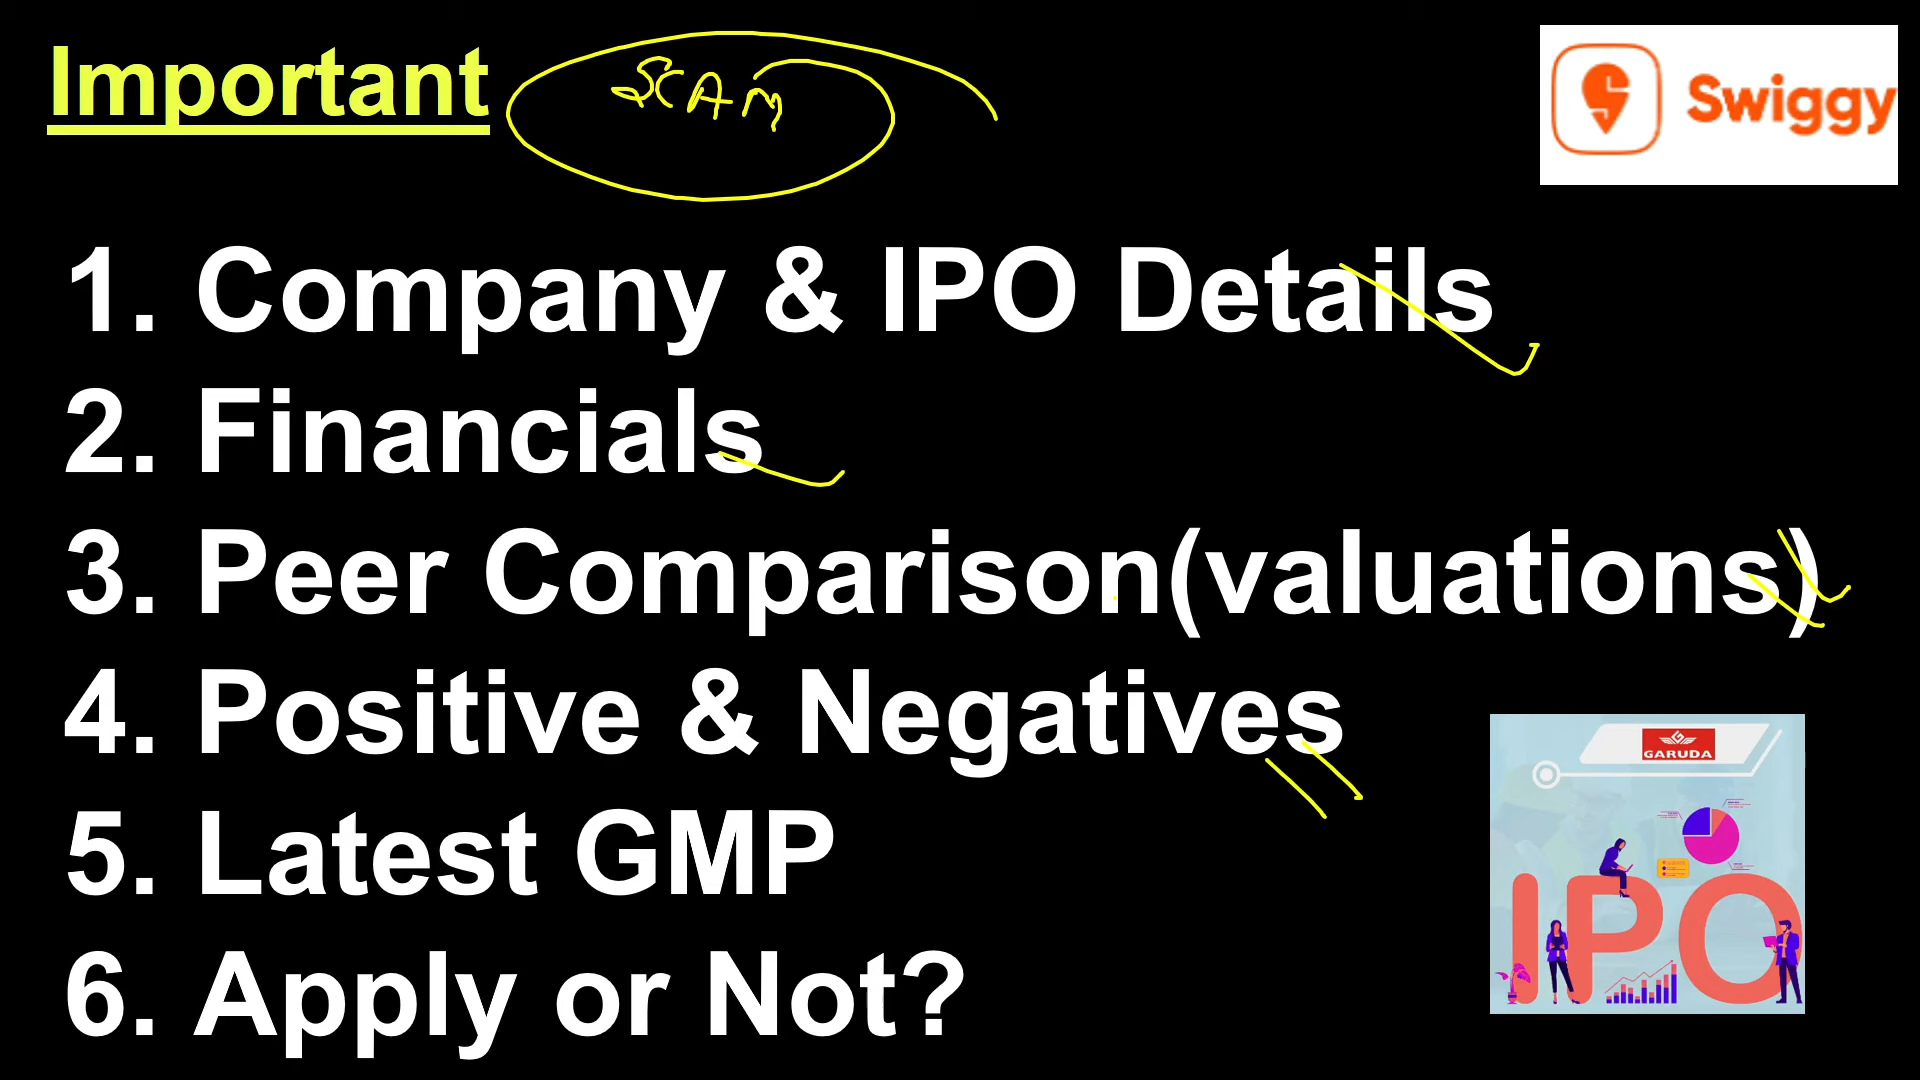 Important
SCAM
Swiggy
1. Company & IPO Details
2. Financials
3. Peer Comparison(valuations)
4. Positive & Negatives
5. Latest GMP
6. Apply or Not?
GARUDA
IPO